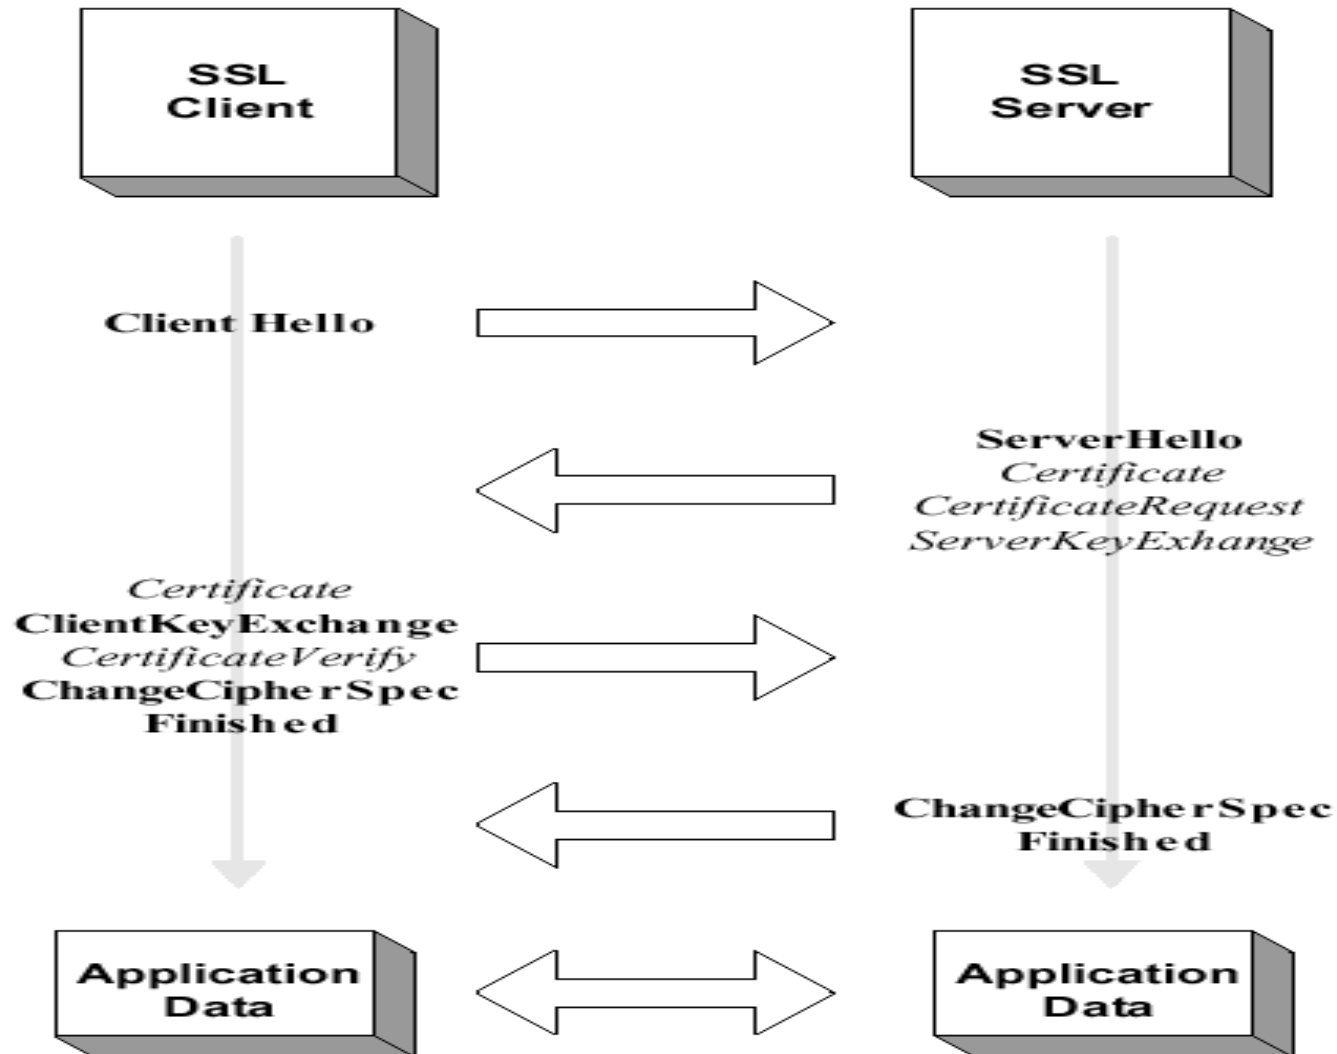 SSL
Client
SSL
Server
Client Hello
ServerHello
Certificate
CertificateRequest
ServerKeyExhange
Certificate
ClientKeyExchange
CertificateVerify
ChangeCipherSpec
Finished
ChangeCipherSpec
Finished
Application
Data
Application
Data